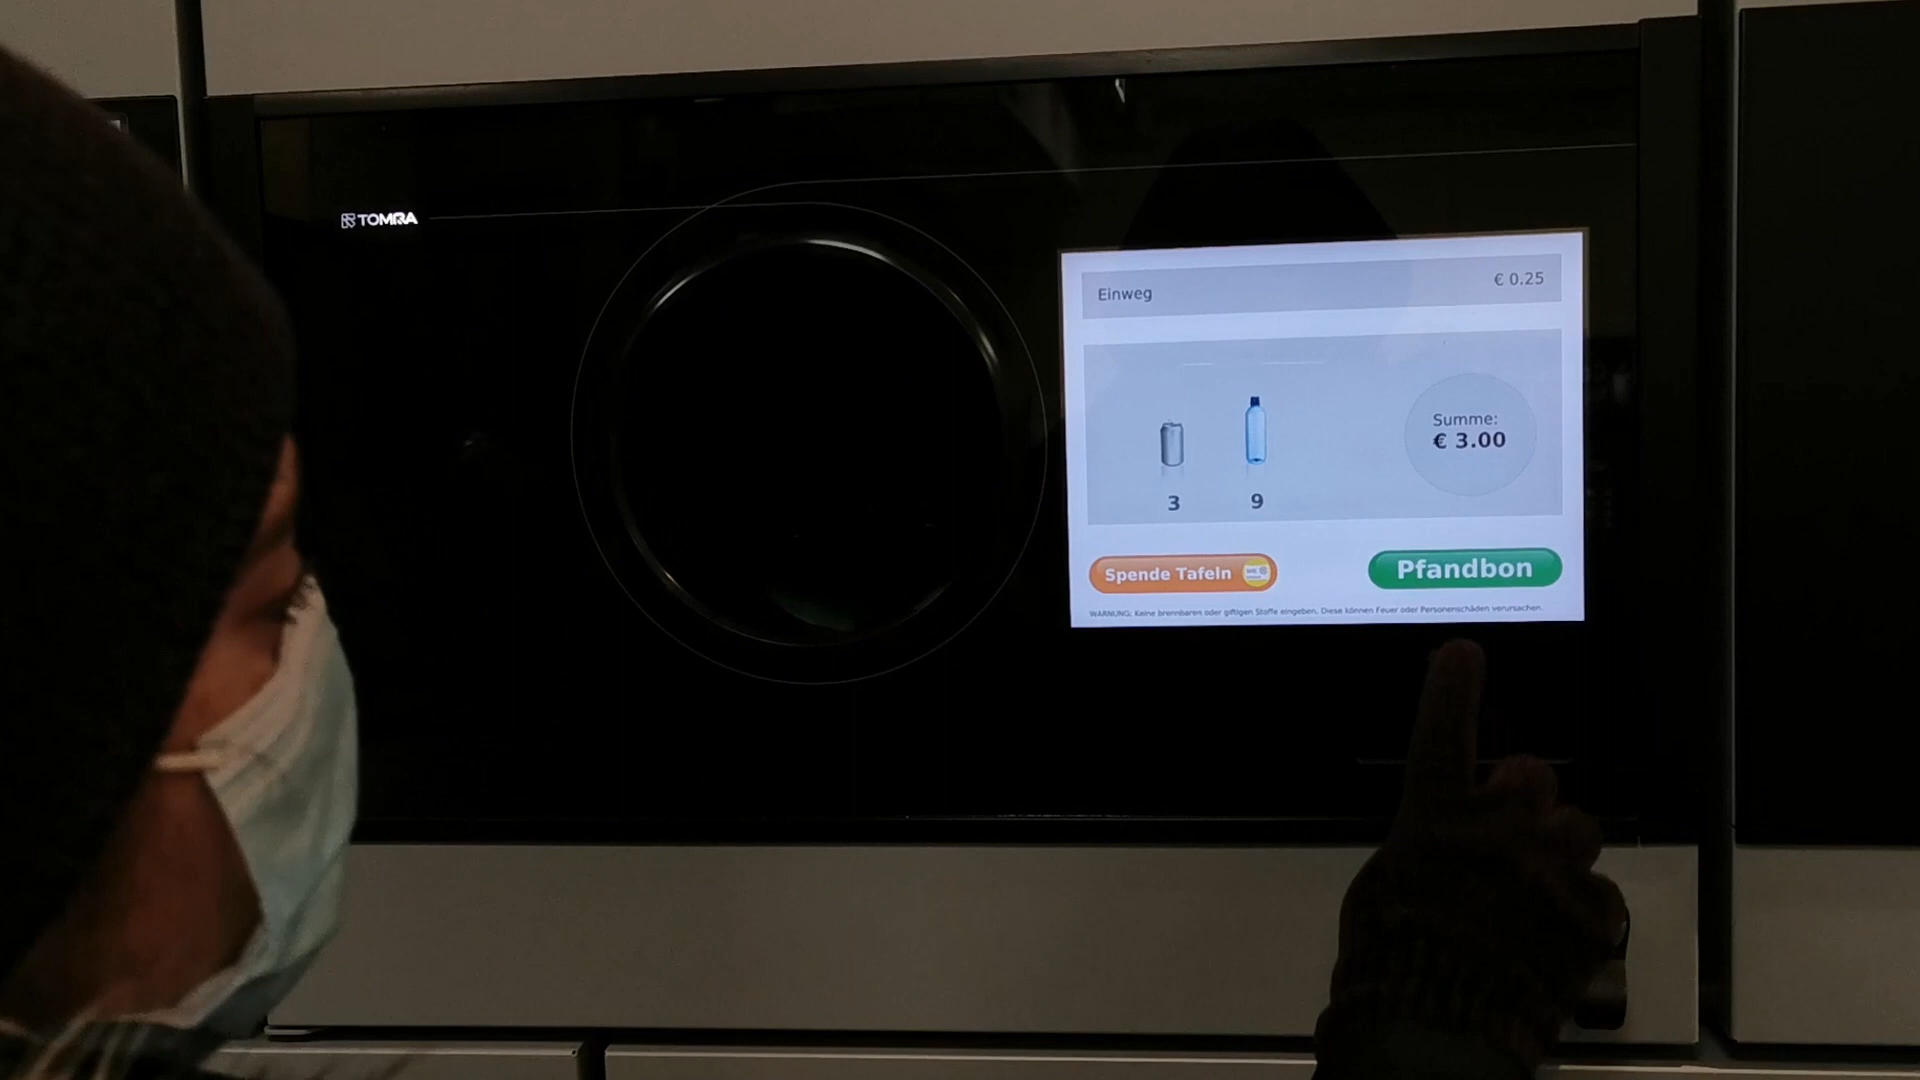 TOMRA
Einweg € 0.25
Summe:
€ 3.00
3 9
Spende Tafeln
Pfandbon
WARNUNG: Keine brennbaren oder giftigen Stoffe eingeben. Diese können Feuer oder Personenschäden verursachen.